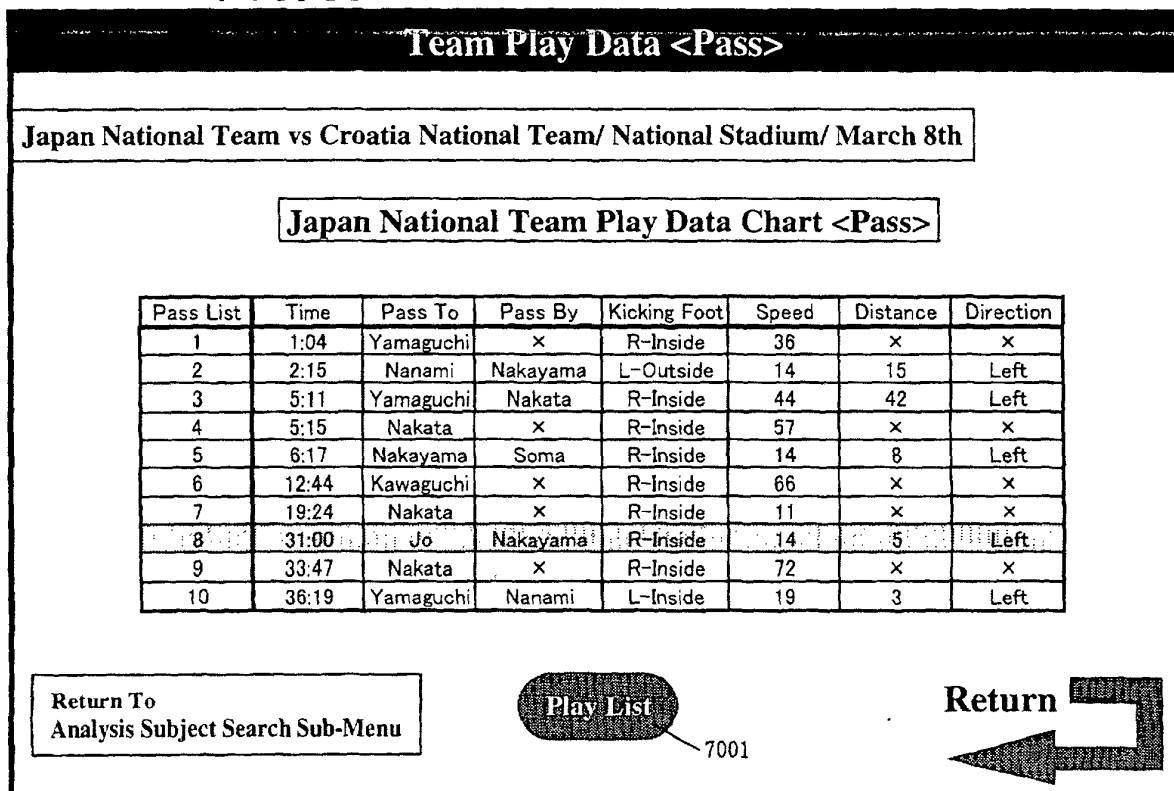 Team Play Data <Pass>
Japan National Team vs Croatia National Team/ National Stadium/ March 8th
Japan National Team Play Data Chart <Pass>
Pass List Time Pass To Pass By Kicking Foot Speed Distance Direction
1 1:04 Yamaguchi × R-Inside 36 × ×
2 2:15 Nanami Nakayama L-Outside 14 15 Left
3 5:11 Yamaguchi Nakata R-Inside 44 42 Left
4 5:15 Nakata × R-Inside 57 × ×
5 6:17 Nakayama Soma R-Inside 14 8 Left
6 12:44 Kawaguchi × R-Inside 66 × ×
7 19:24 Nakata × R-Inside 11 × ×
8 31:00 Jo Nakayama R-Inside 14 5 Left
9 33:47 Nakata × R-Inside 72 × ×
10 36:19 Yamaguchi Nanami L-Inside 19 3 Left
Return To
Analysis Subject Search Sub-Menu
Play List
7001
Return